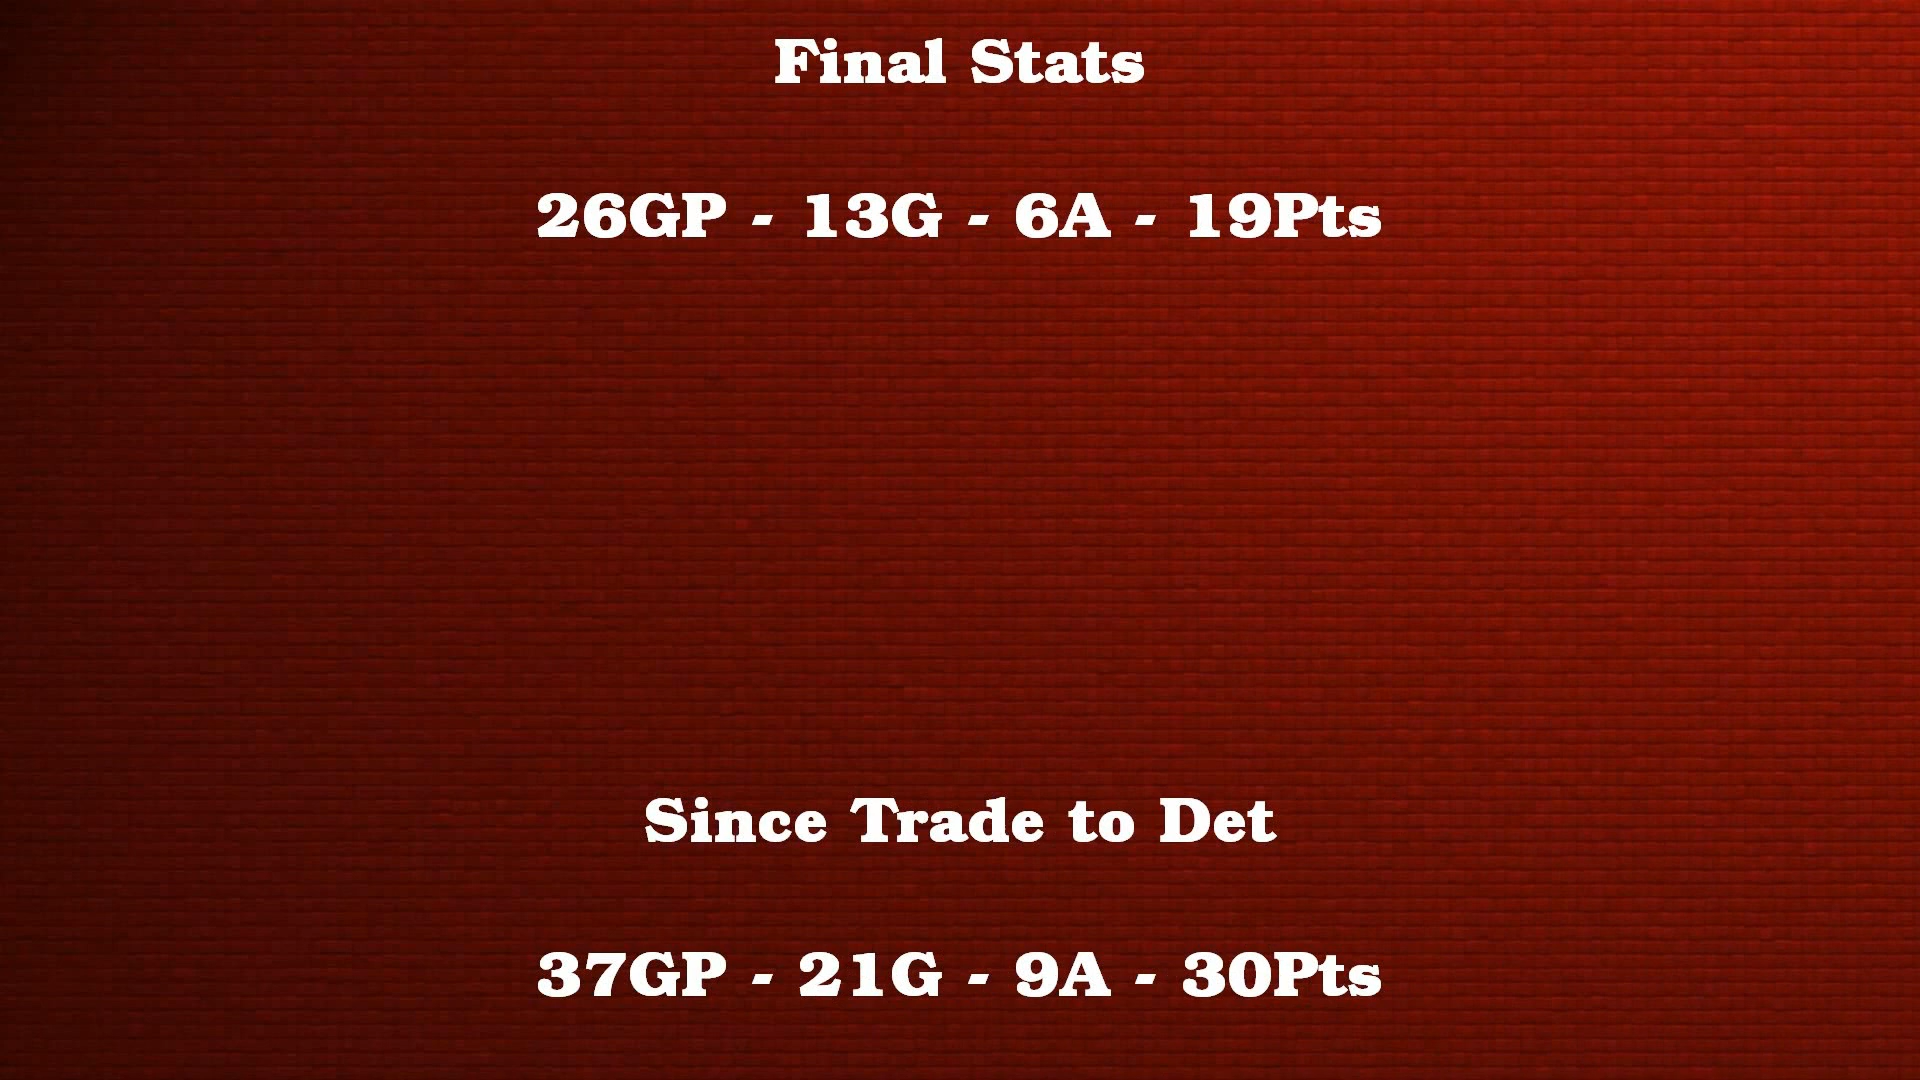 Final Stats
26GP - 13G - 6A - 19Pts
Since Trade to Det
37GP - 21G - 9A - 30Pts